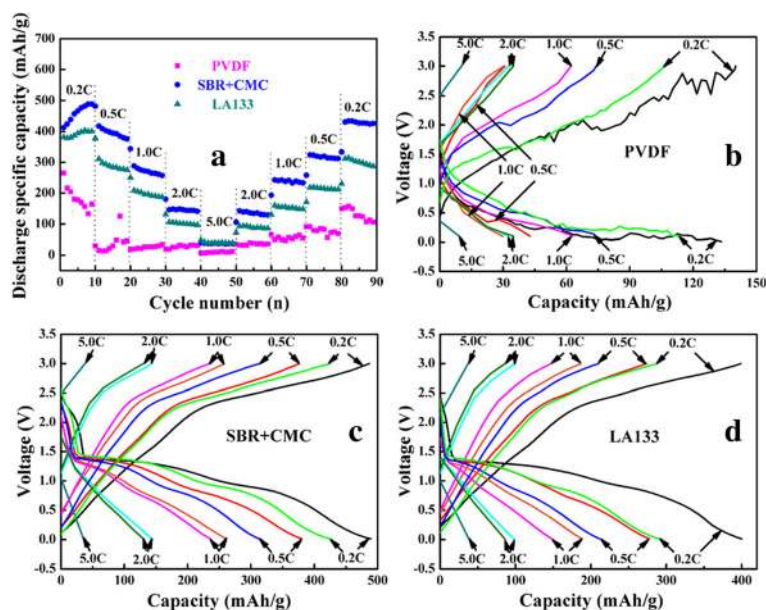 Discharge specific capacity (mAh/g)
700
600
500
400
300
200
100
0
PVDF
SBR+CMC
LA133
0.2C
0.5C
1.0C
2.0C
5.0C
2.0C
1.0C
0.5C
0.2C
a
0 10 20 30 40 50 60 70 80 90
Cycle number (n)
Voltage (V)
3.5
3.0
2.5
2.0
1.5
1.0
0.5
0.0
-0.5
5.0C 2.0C 1.0C 0.5C 0.2C
b
PVDF
1.0C 0.5C
5.0C 2.0C 1.0C 0.5C 0.2C
0 30 60 90 120 150
Capacity (mAh/g)
Voltage (V)
3.5
3.0
2.5
2.0
1.5
1.0
0.5
0.0
-0.5
5.0C 2.0C 1.0C 0.5C 0.2C
SBR+CMC c
5.0C 2.0C 1.0C 0.5C 0.2C
0 100 200 300 400 500
Capacity (mAh/g)
Voltage (V)
3.5
3.0
2.5
2.0
1.5
1.0
0.5
0.0
-0.5
5.0C 2.0C 1.0C 0.5C 0.2C
LA133 d
5.0C 2.0C 1.0C 0.5C 0.2C
0 100 200 300 400
Capacity (mAh/g)